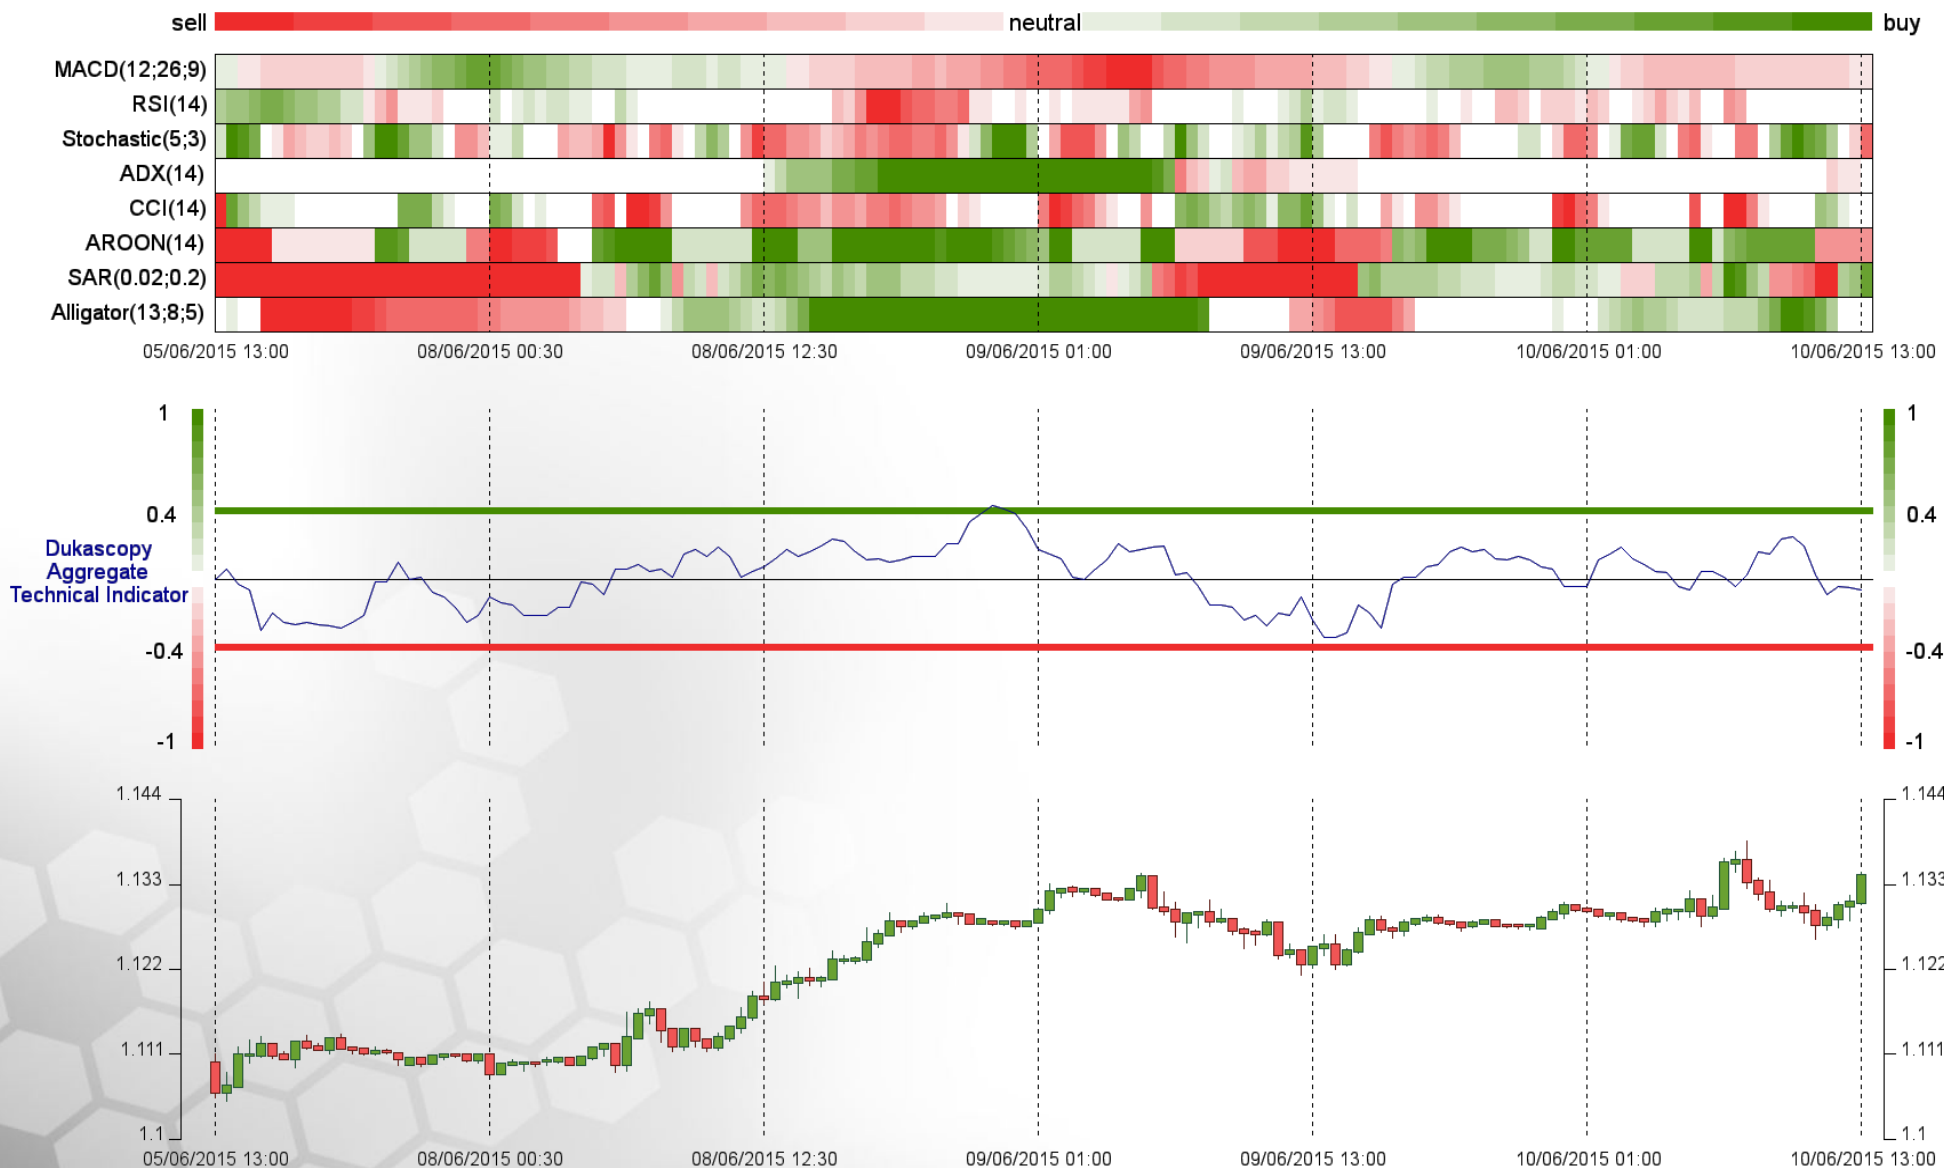 sell neutral buy
MACD(12;26;9)
RSI(14)
Stochastic(5;3)
ADX(14)
CCI(14)
AROON(14)
SAR(0.02;0.2)
Alligator(13;8;5)
05/06/2015 13:00 08/06/2015 00:30 08/06/2015 12:30 09/06/2015 01:00 09/06/2015 13:00 10/06/2015 01:00 10/06/2015 13:00
1 1
0.4 0.4
Dukascopy
Aggregate
Technical Indicator
-0.4 -0.4
-1 -1
1.144 1.144
1.133 1.133
1.122 1.122
1.111 1.111
1.1 1.1
05/06/2015 13:00 08/06/2015 00:30 08/06/2015 12:30 09/06/2015 01:00 09/06/2015 13:00 10/06/2015 01:00 10/06/2015 13:00